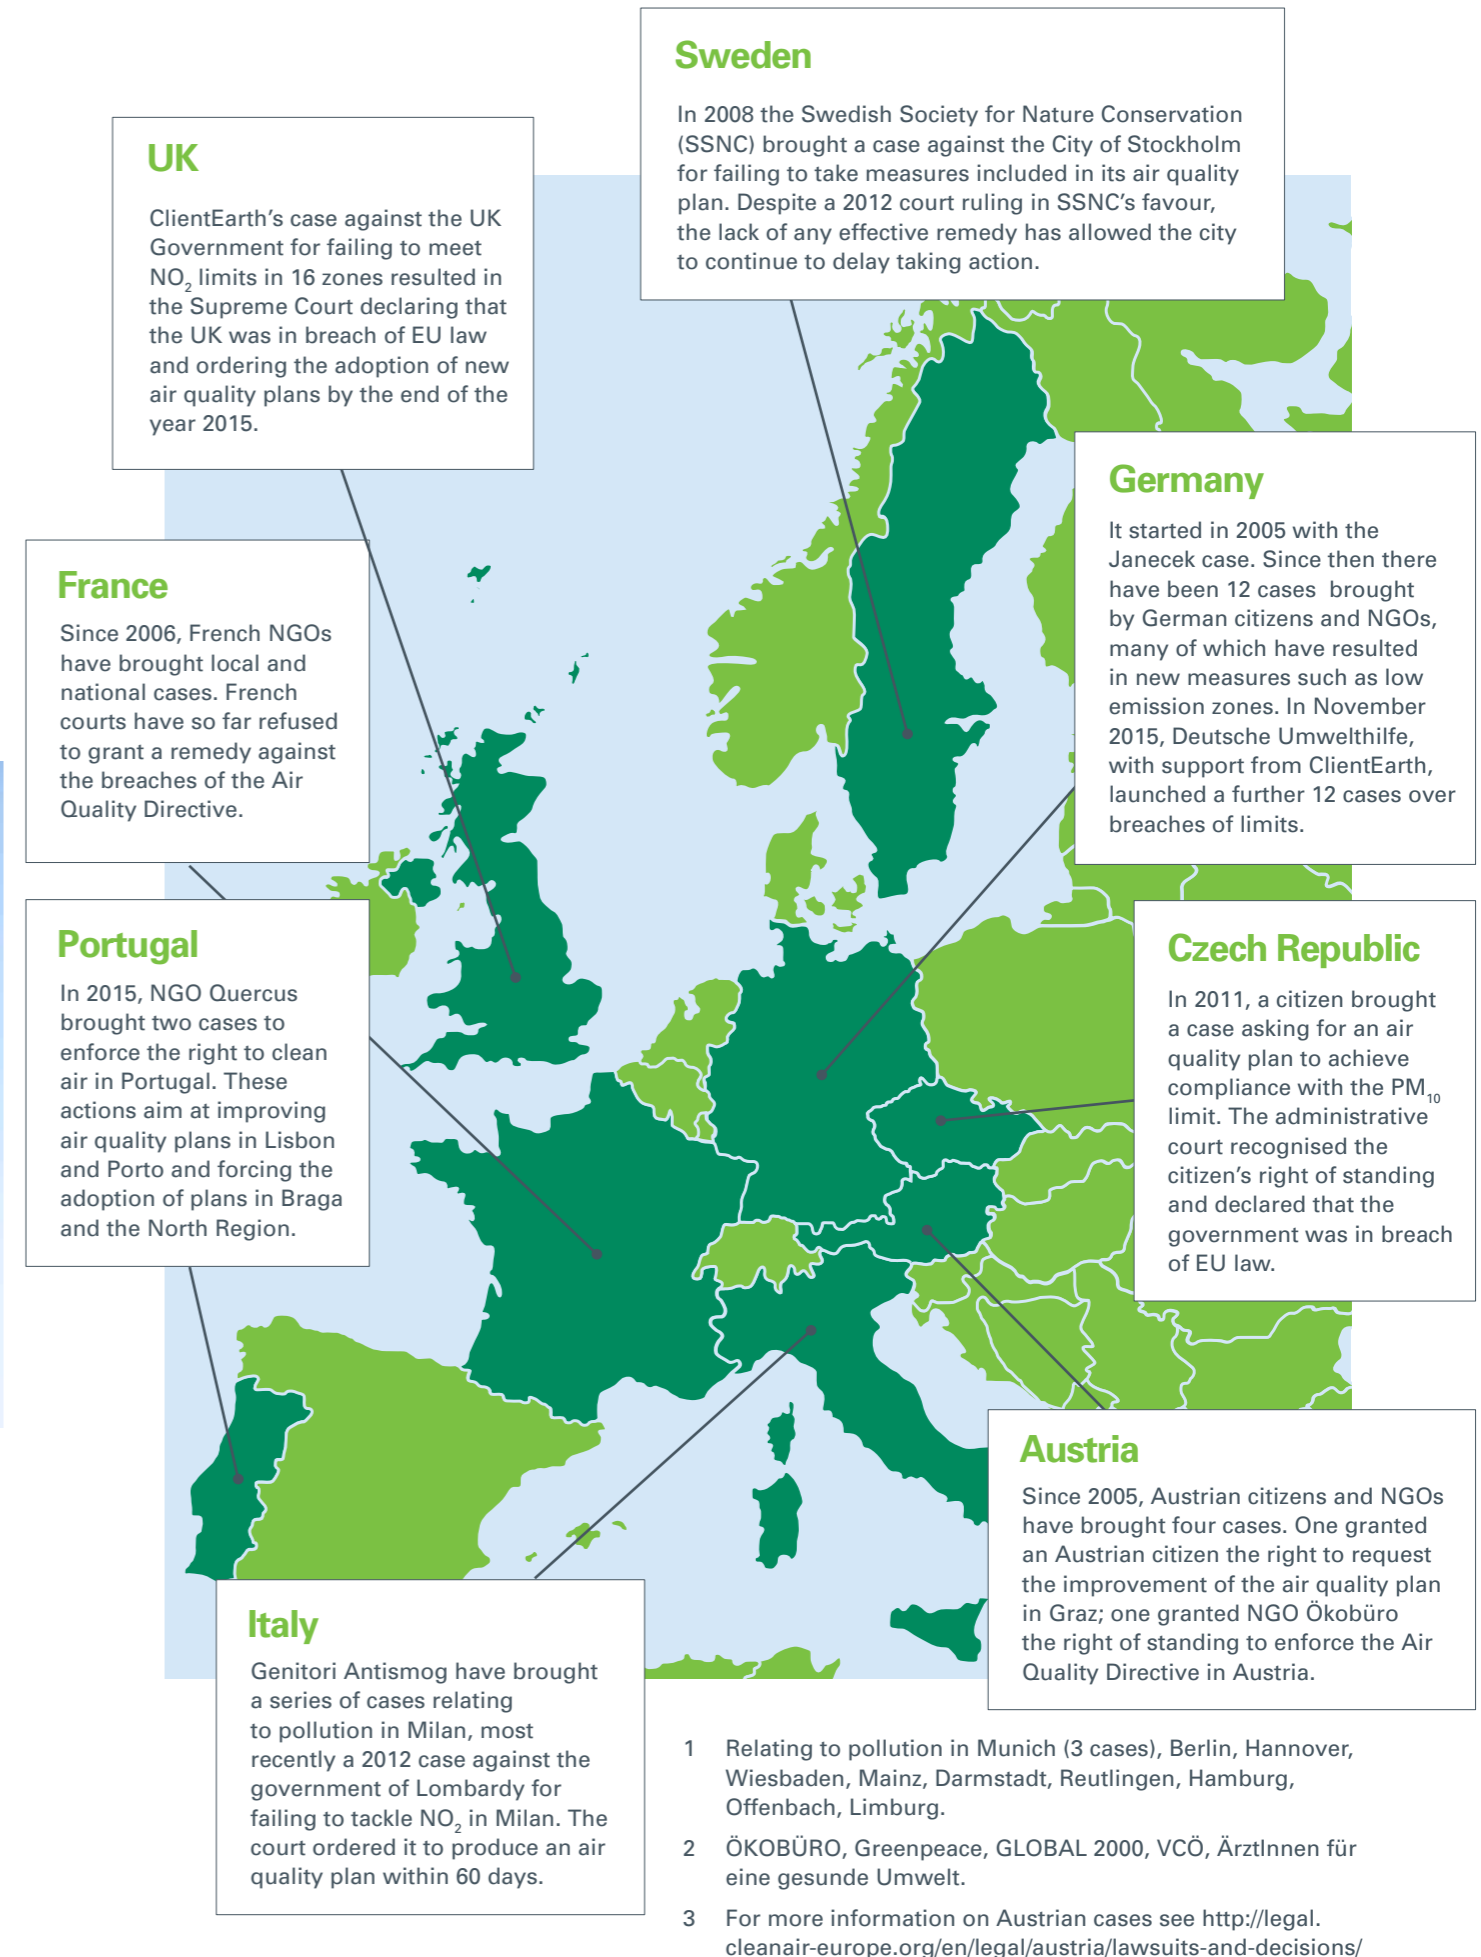 Sweden
In 2008 the Swedish Society for Nature Conservation
(SSNC) brought a case against the City of Stockholm
for failing to take measures included in its air quality
plan. Despite a 2012 court ruling in SSNC's favour,
the lack of any effective remedy has allowed the city
to continue to delay taking action.
UK
ClientEarth's case against the UK
Government for failing to meet
NO₂ limits in 16 zones resulted in
the Supreme Court declaring that
the UK was in breach of EU law
and ordering the adoption of new
air quality plans by the end of the
year 2015.
Germany
It started in 2005 with the
Janecek case. Since then there
have been 12 cases brought
by German citizens and NGOs,
many of which have resulted
in new measures such as low
emission zones. In November
2015, Deutsche Umwelthilfe,
with support from ClientEarth,
launched a further 12 cases over
breaches of limits.
France
Since 2006, French NGOs
have brought local and
national cases. French
courts have so far refused
to grant a remedy against
the breaches of the Air
Quality Directive.
Portugal
In 2015, NGO Quercus
brought two cases to
enforce the right to clean
air in Portugal. These
actions aim at improving
air quality plans in Lisbon
and Porto and forcing the
adoption of plans in Braga
and the North Region.
Czech Republic
In 2011, a citizen brought
a case asking for an air
quality plan to achieve
compliance with the PM₁₀
limit. The administrative
court recognised the
citizen's right of standing
and declared that the
government was in breach
of EU law.
Austria
Since 2005, Austrian citizens and NGOs
have brought four cases. One granted
an Austrian citizen the right to request
the improvement of the air quality plan
in Graz; one granted NGO Ökobüro
the right of standing to enforce the Air
Quality Directive in Austria.
Italy
Genitori Antismog have brought
a series of cases relating
to pollution in Milan, most
recently a 2012 case against the
government of Lombardy for
failing to tackle NO₂ in Milan. The
court ordered it to produce an air
quality plan within 60 days.
1 Relating to pollution in Munich (3 cases), Berlin, Hannover,
Wiesbaden, Mainz, Darmstadt, Reutlingen, Hamburg,
Offenbach, Limburg.
2 ÖKOBÜRO, Greenpeace, GLOBAL 2000, VCÖ, ÄrztInnen für
eine gesunde Umwelt.
3 For more information on Austrian cases see http://legal.
cleanair-europe.org/en/legal/austria/lawsuits-and-decisions/